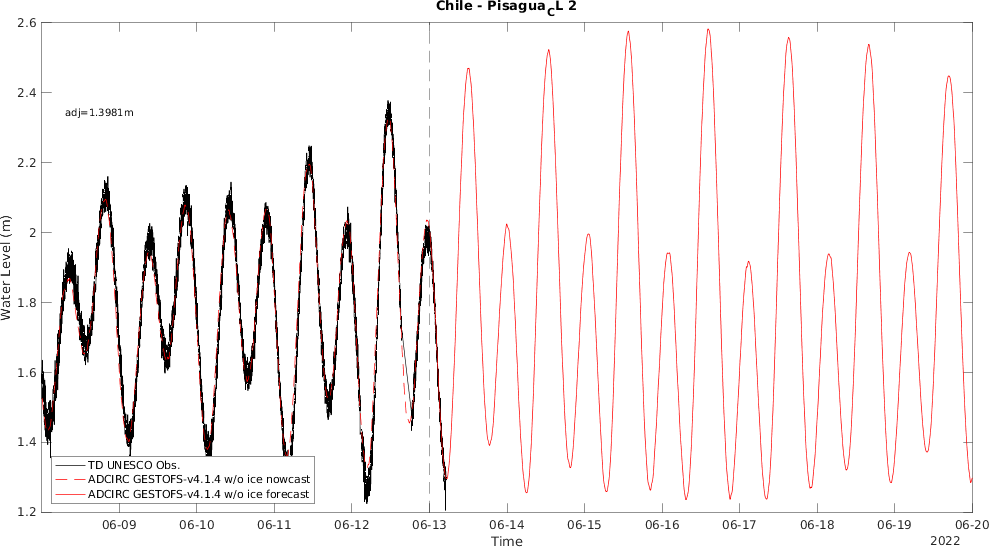 Chile - Pisagua_CL 2
2.6
2.4
adj=1.3981m
2.2
2
Water Level (m)
1.8
1.6
1.4
TD UNESCO Obs.
ADCIRC GESTOFS-v4.1.4 w/o ice nowcast
ADCIRC GESTOFS-v4.1.4 w/o ice forecast
1.2
06-09 06-10 06-11 06-12 06-13 06-14 06-15 06-16 06-17 06-18 06-19 06-20
Time
2022